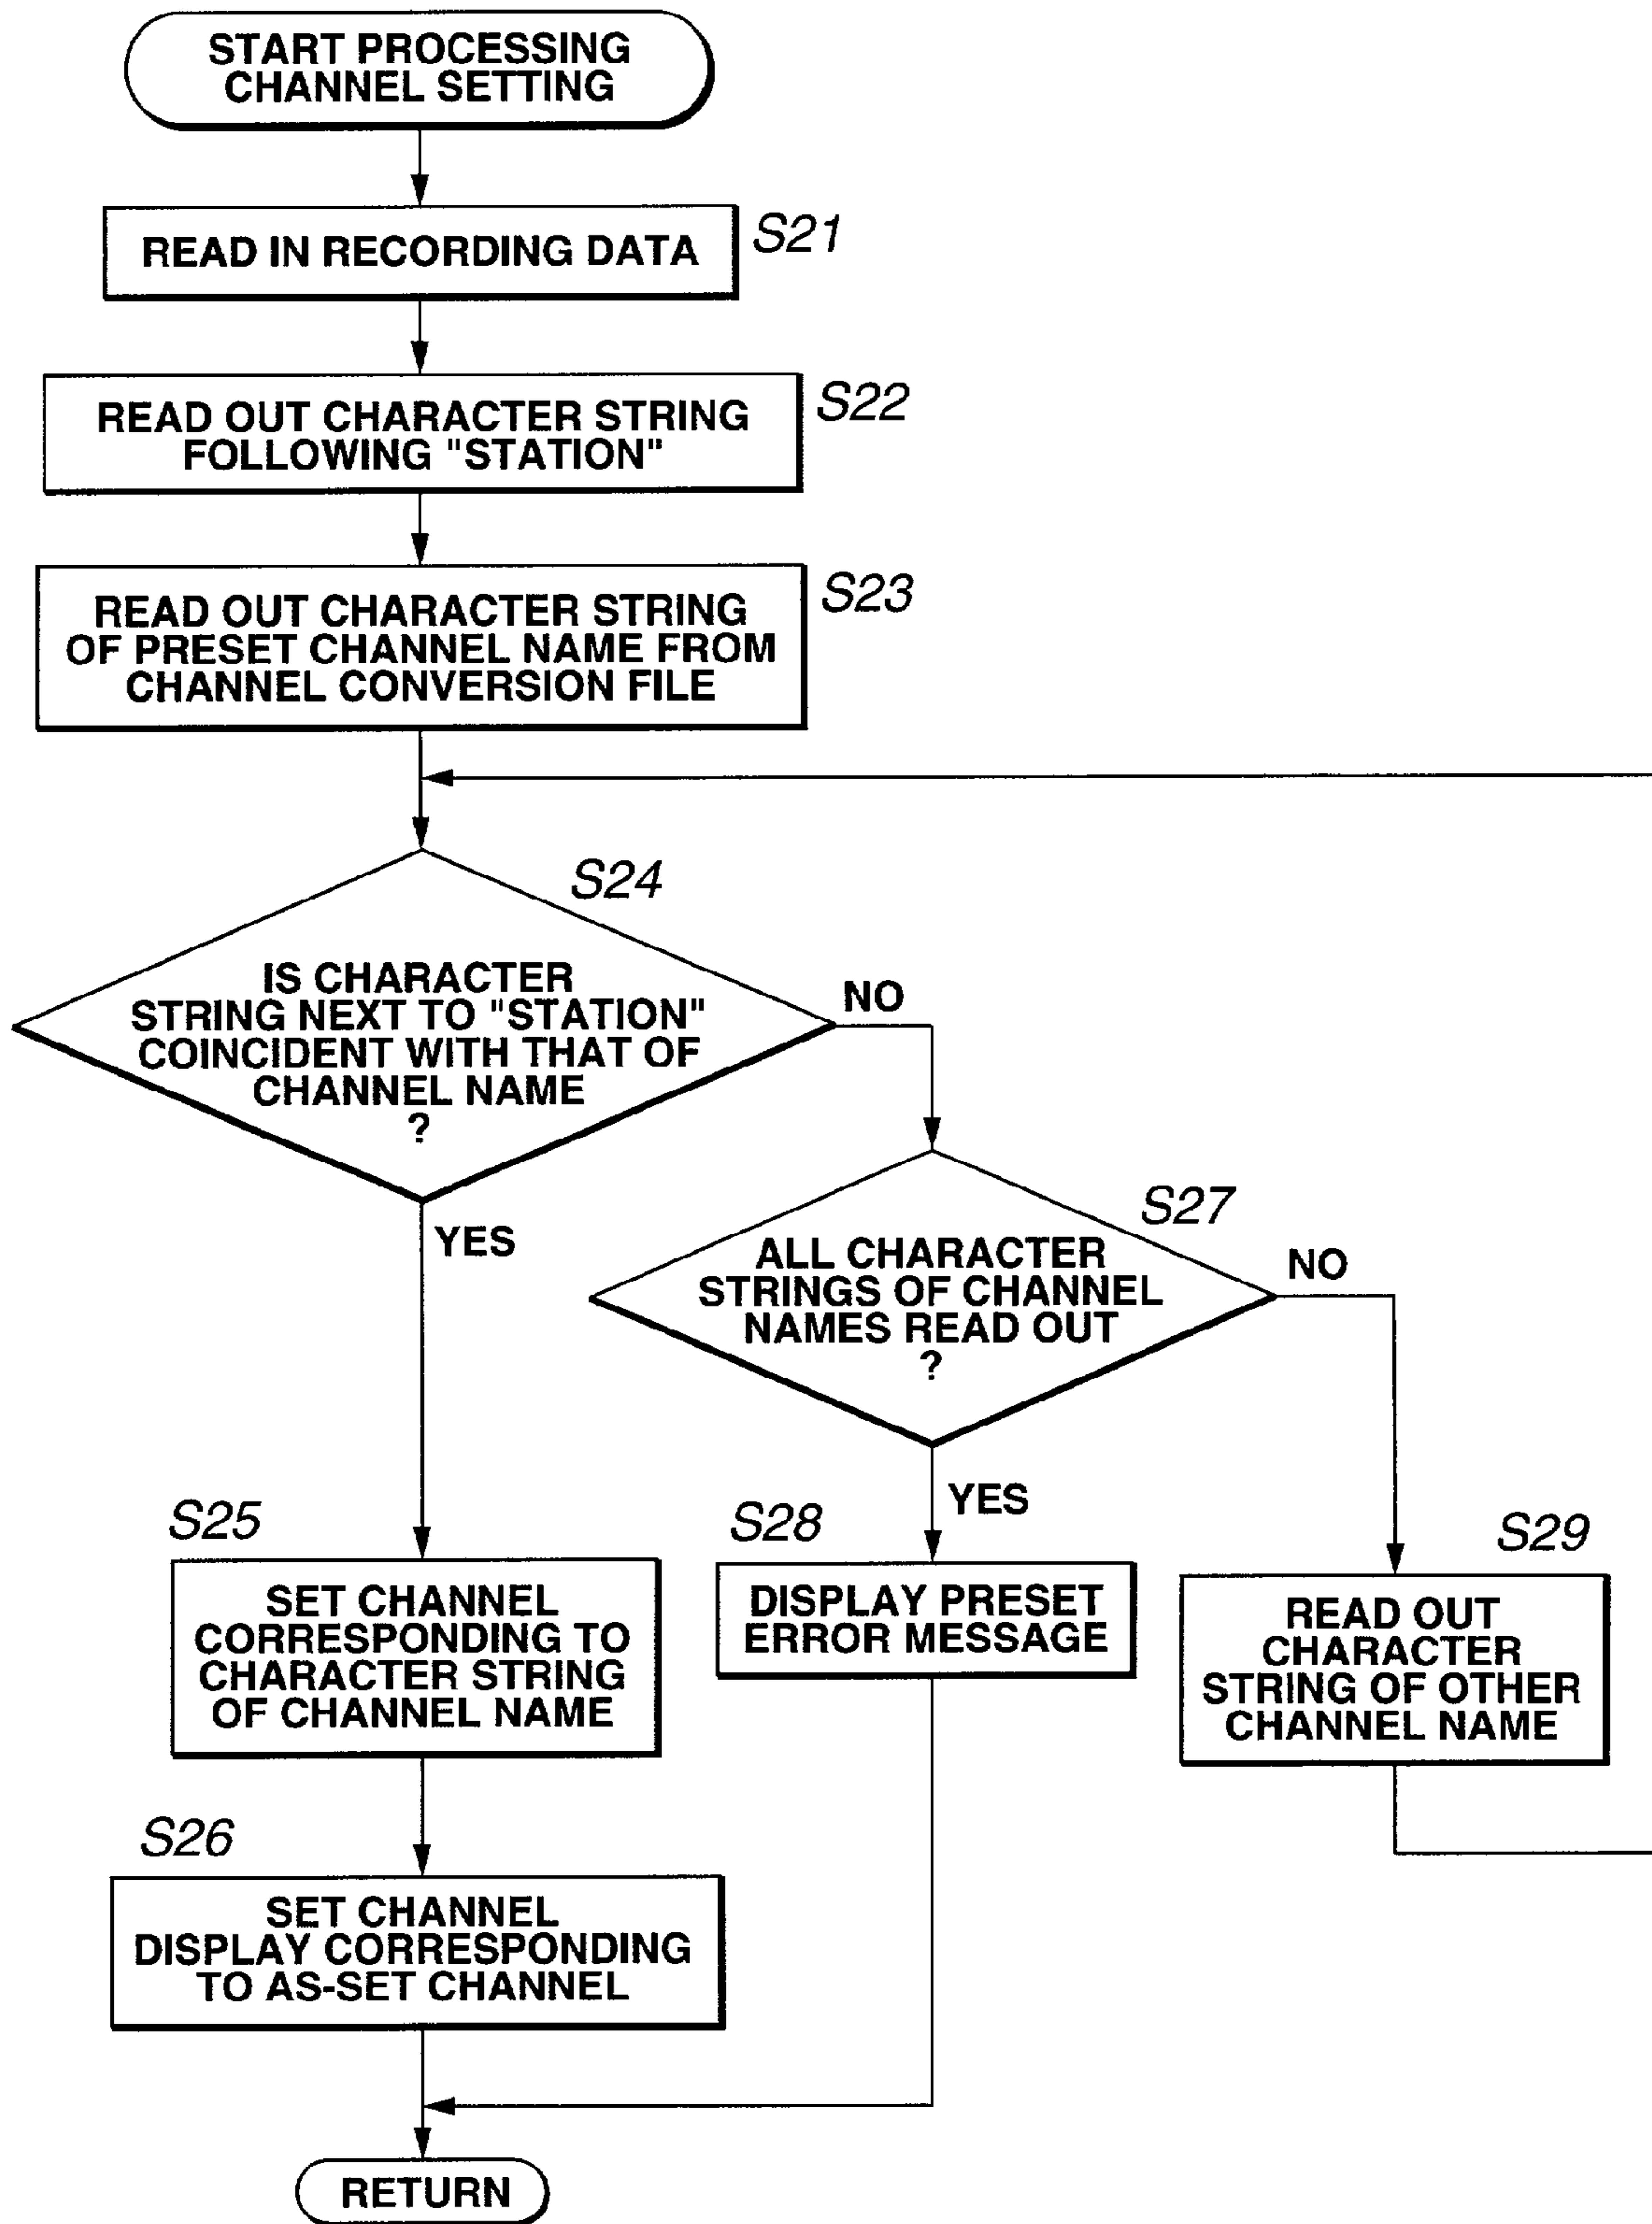 START PROCESSING
CHANNEL SETTING
READ IN RECORDING DATA
S21
READ OUT CHARACTER STRING
FOLLOWING "STATION"
S22
READ OUT CHARACTER STRING
OF PRESET CHANNEL NAME FROM
CHANNEL CONVERSION FILE
S23
S24
IS CHARACTER
STRING NEXT TO "STATION"
COINCIDENT WITH THAT OF
CHANNEL NAME
?
NO
YES
S27
ALL CHARACTER
STRINGS OF CHANNEL
NAMES READ OUT
?
NO
YES
S25
SET CHANNEL
CORRESPONDING TO
CHARACTER STRING
OF CHANNEL NAME
S28
DISPLAY PRESET
ERROR MESSAGE
S29
READ OUT
CHARACTER
STRING OF OTHER
CHANNEL NAME
S26
SET CHANNEL
DISPLAY CORRESPONDING
TO AS-SET CHANNEL
RETURN